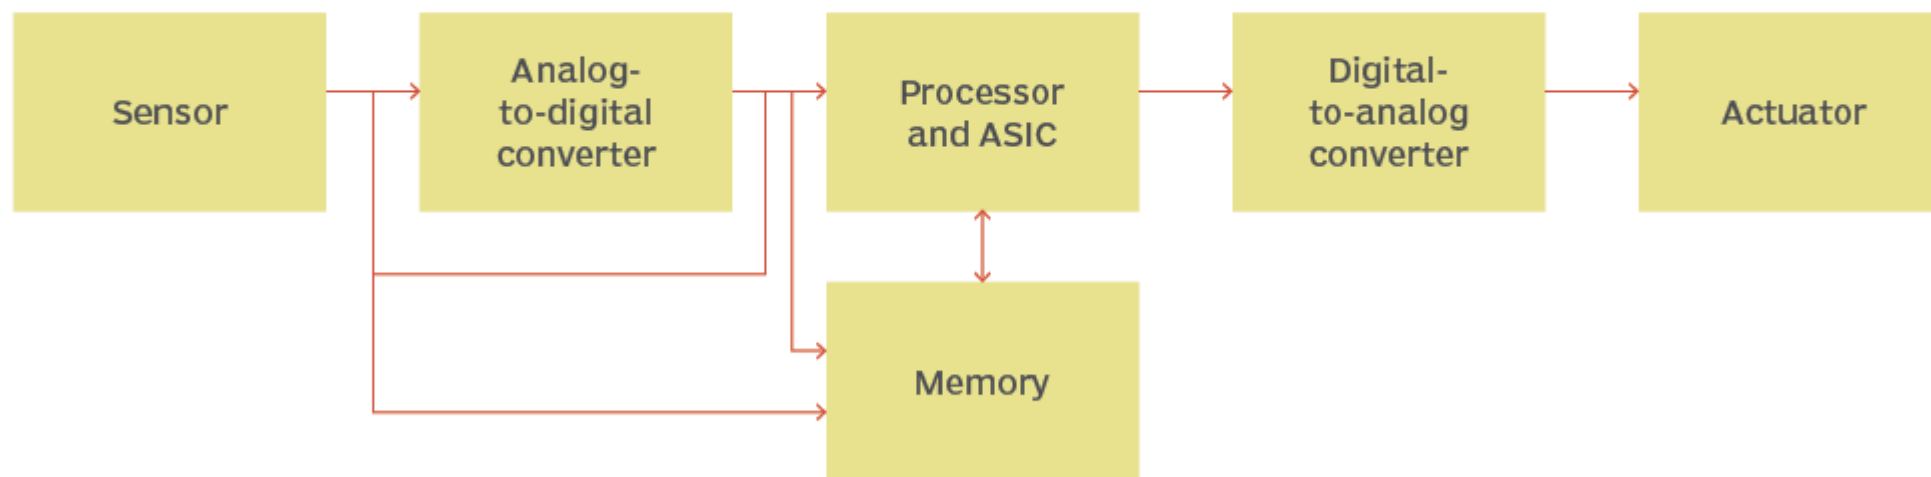 Sensor
Analog-
to-digital
converter
Processor
and ASIC
Digital-
to-analog
converter
Actuator
Memory